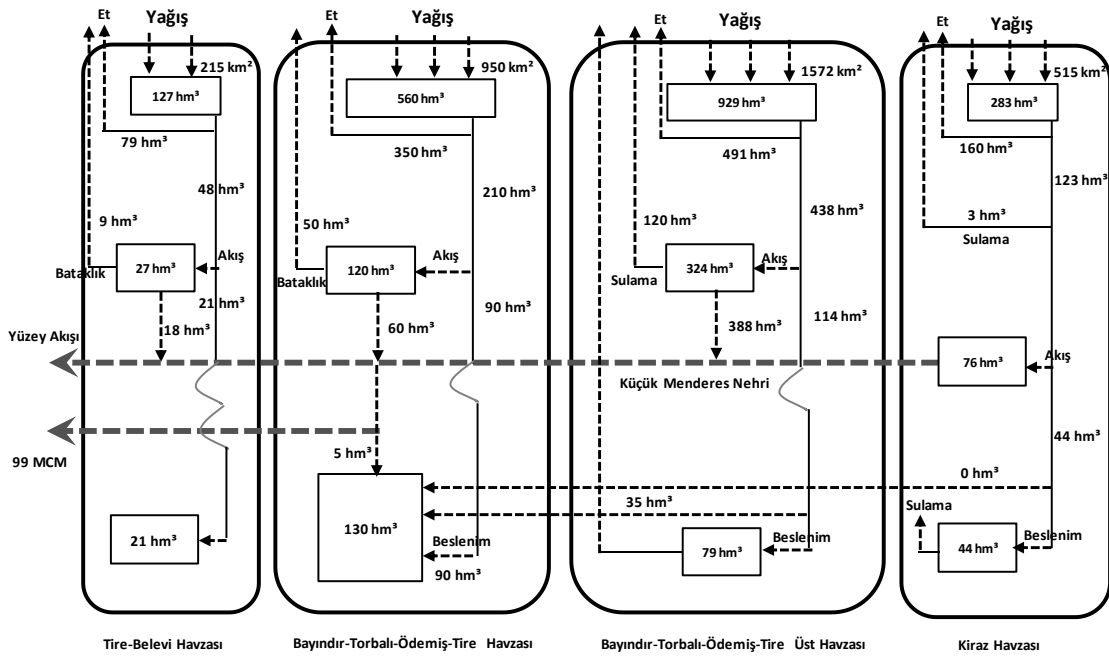 Et
Yağış
215 km²
127 hm³
79 hm³
48 hm³
9 hm³
Bataklık
27 hm³
Akış
21 hm³
18 hm³
Yüzey Akışı
99 MCM
21 hm³
Tire-Belevi Havzası
Et
Yağış
950 km²
560 hm³
350 hm³
210 hm³
50 hm³
Bataklık
120 hm³
Akış
90 hm³
60 hm³
5 hm³
130 hm³
Beslenim
90 hm³
Bayındır-Torbalı-Ödemiş-Tire Havzası
Et
Yağış
1572 km²
929 hm³
491 hm³
438 hm³
120 hm³
Sulama
324 hm³
Akış
114 hm³
388 hm³
Küçük Menderes Nehri
35 hm³
79 hm³
Beslenim
Bayındır-Torbalı-Ödemiş-Tire Üst Havzası
Et
Yağış
515 km²
283 hm³
160 hm³
123 hm³
3 hm³
Sulama
76 hm³
Akış
44 hm³
0 hm³
Sulama
44 hm³
Beslenim
Kiraz Havzası